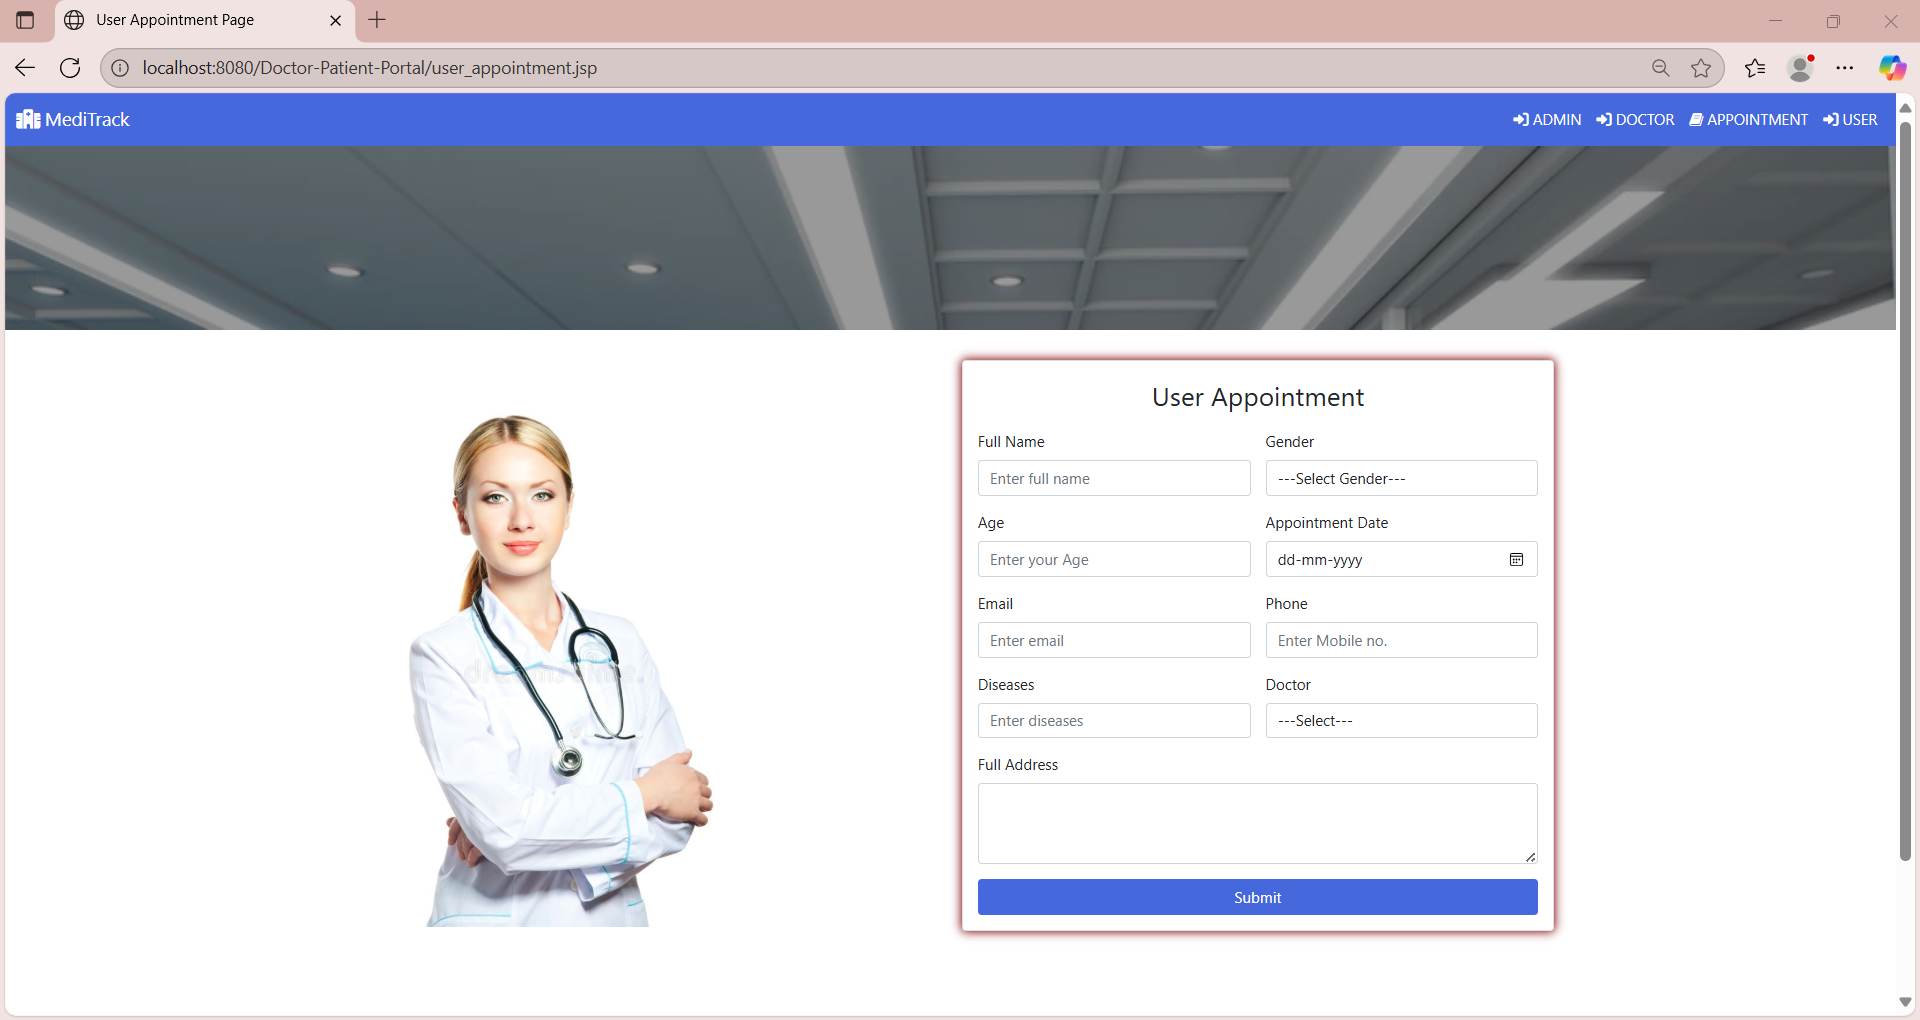 User Appointment Page
localhost:8080/Doctor-Patient-Portal/user_appointment.jsp
MediTrack
ADMIN
DOCTOR
APPOINTMENT
USER
User Appointment
Full Name
Gender
Enter full name
---Select Gender---
Age
Appointment Date
Enter your Age
dd-mm-yyyy
Email
Phone
Enter email
Enter Mobile no.
Diseases
Doctor
Enter diseases
---Select---
Full Address
Submit